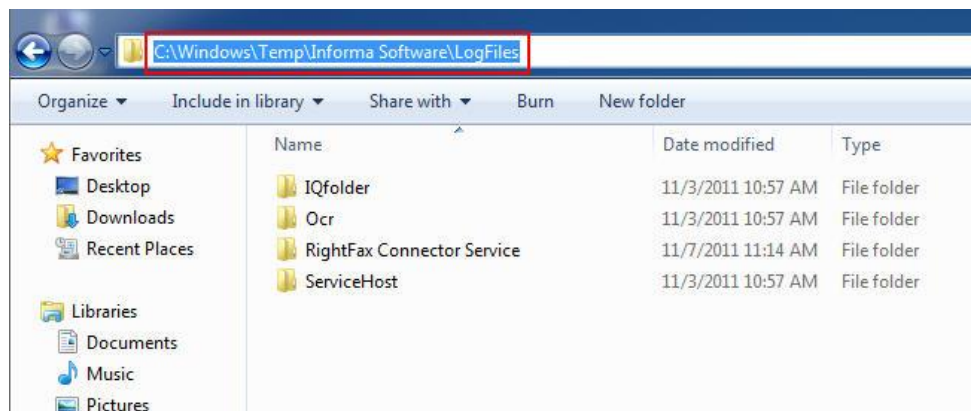 C:\Windows\Temp\Informa Software\LogFiles
Organize Include in library Share with Burn New folder
Favorites
Desktop
Downloads
Recent Places
Libraries
Documents
Music
Pictures
Name Date modified Type
IQfolder 11/3/2011 10:57 AM File folder
Ocr 11/3/2011 10:57 AM File folder
RightFax Connector Service 11/7/2011 11:14 AM File folder
ServiceHost 11/3/2011 10:57 AM File folder